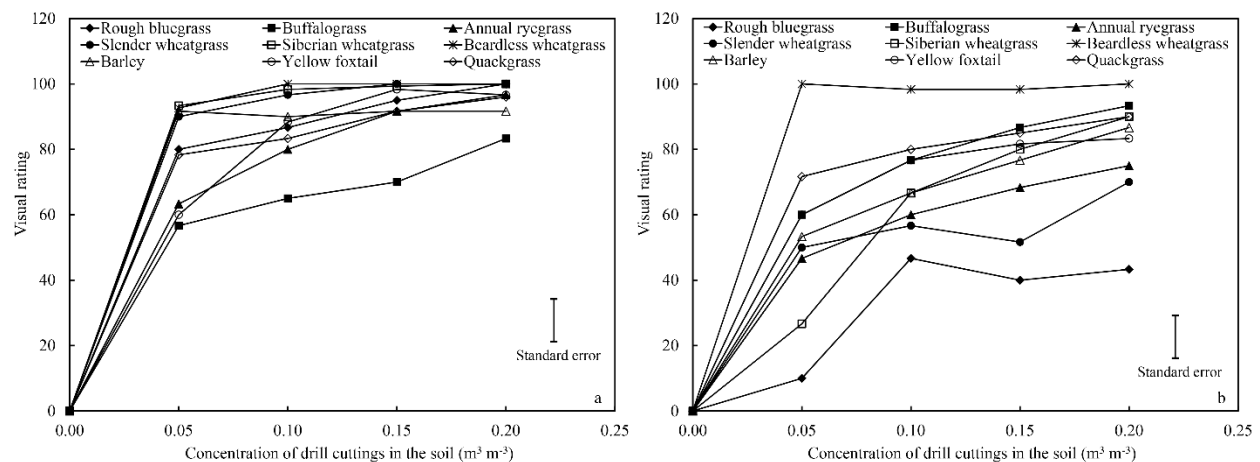 Rough bluegrass Buffalograss Annual ryegrass
Slender wheatgrass Siberian wheatgrass Beardless wheatgrass
Barley Yellow foxtail Quackgrass
120
100
80
60
40
20
0
Visual rating
Standard error
a
0.00 0.05 0.10 0.15 0.20 0.25
Concentration of drill cuttings in the soil (m³ m⁻³)
Rough bluegrass Buffalograss Annual ryegrass
Slender wheatgrass Siberian wheatgrass Beardless wheatgrass
Barley Yellow foxtail Quackgrass
120
100
80
60
40
20
0
Visual rating
Standard error
b
0.00 0.05 0.10 0.15 0.20 0.25
Concentration of drill cuttings in the soil (m³ m⁻³)